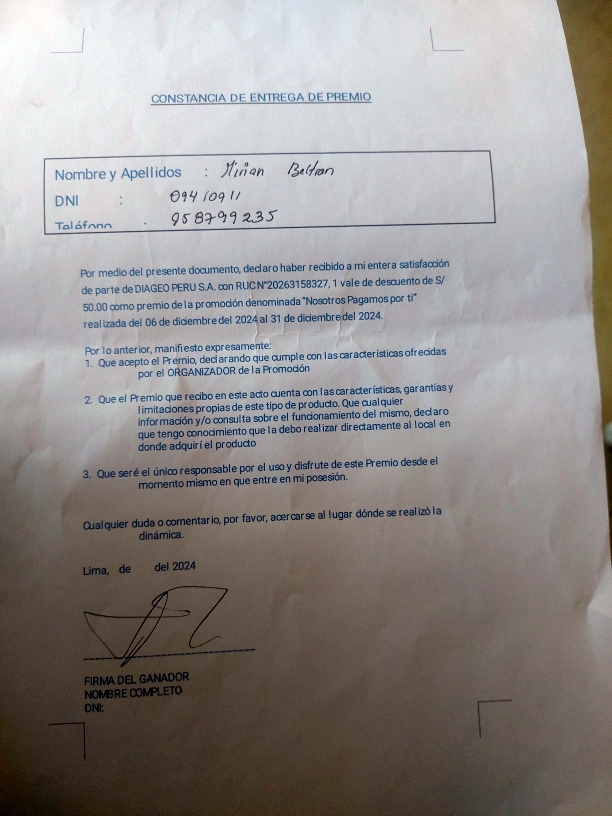 CONSTANCIA DE ENTREGA DE PREMIO
Nombre y Apellidos : Mirian Beltran
DNI : 09410911
Teléfono : 958799235
Por medio del presente documento, declaro haber recibido a mi entera satisfacción
de parte de DIAGEO PERU S.A. con RUC N°20263158327, 1 vale de descuento de S/
50.00 como premio de la promoción denominada "Nosotros Pagamos por ti"
realizada del 06 de diciembre del 2024 al 31 de diciembre del 2024.
Por lo anterior, manifiesto expresamente:
1. Que acepto el Premio, declarando que cumple con las características ofrecidas
por el ORGANIZADOR de la Promoción
2. Que el Premio que recibo en este acto cuenta con las características, garantías y
limitaciones propias de este tipo de producto. Que cualquier
información y/o consulta sobre el funcionamiento del mismo, declaro
que tengo conocimiento que la debo realizar directamente al local en
donde adquirí el producto
3. Que seré el único responsable por el uso y disfrute de este Premio desde el
momento mismo en que entre en mi posesión.
Cualquier duda o comentario, por favor, acercarse al lugar dónde se realizó la
dinámica.
Lima, de del 2024
FIRMA DEL GANADOR
NOMBRE COMPLETO
DNI: